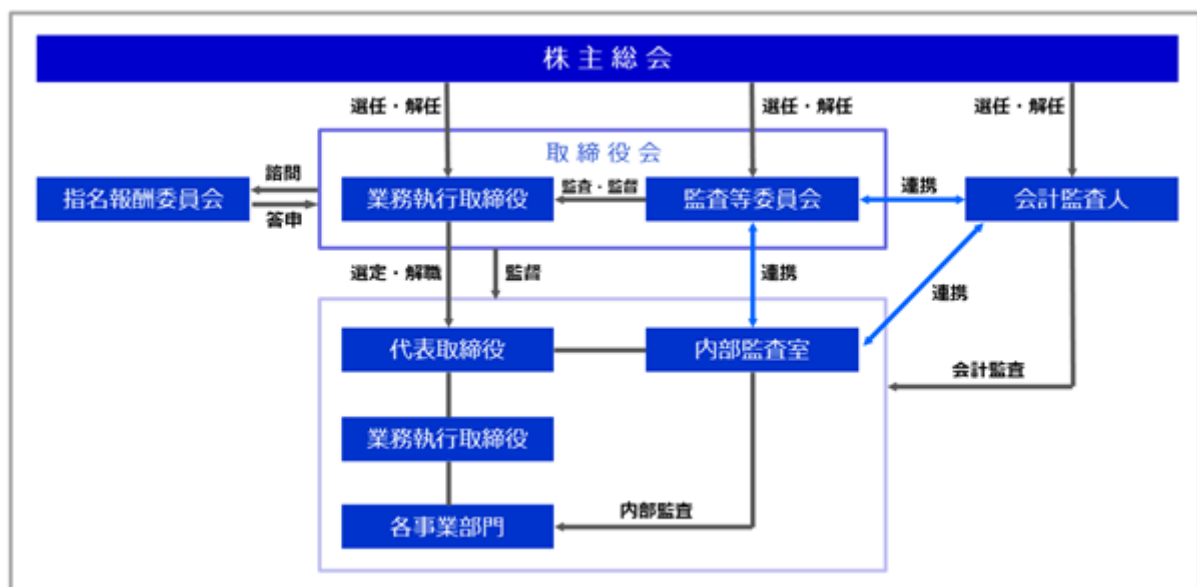 株主総会
選任・解任
選任・解任
選任・解任
取締役会
諮問
指名報酬委員会
答申
業務執行取締役
監査・監督
監査等委員会
連携
会計監査人
選定・解職
監督
連携
連携
代表取締役
内部監査室
会計監査
業務執行取締役
各事業部門
内部監査